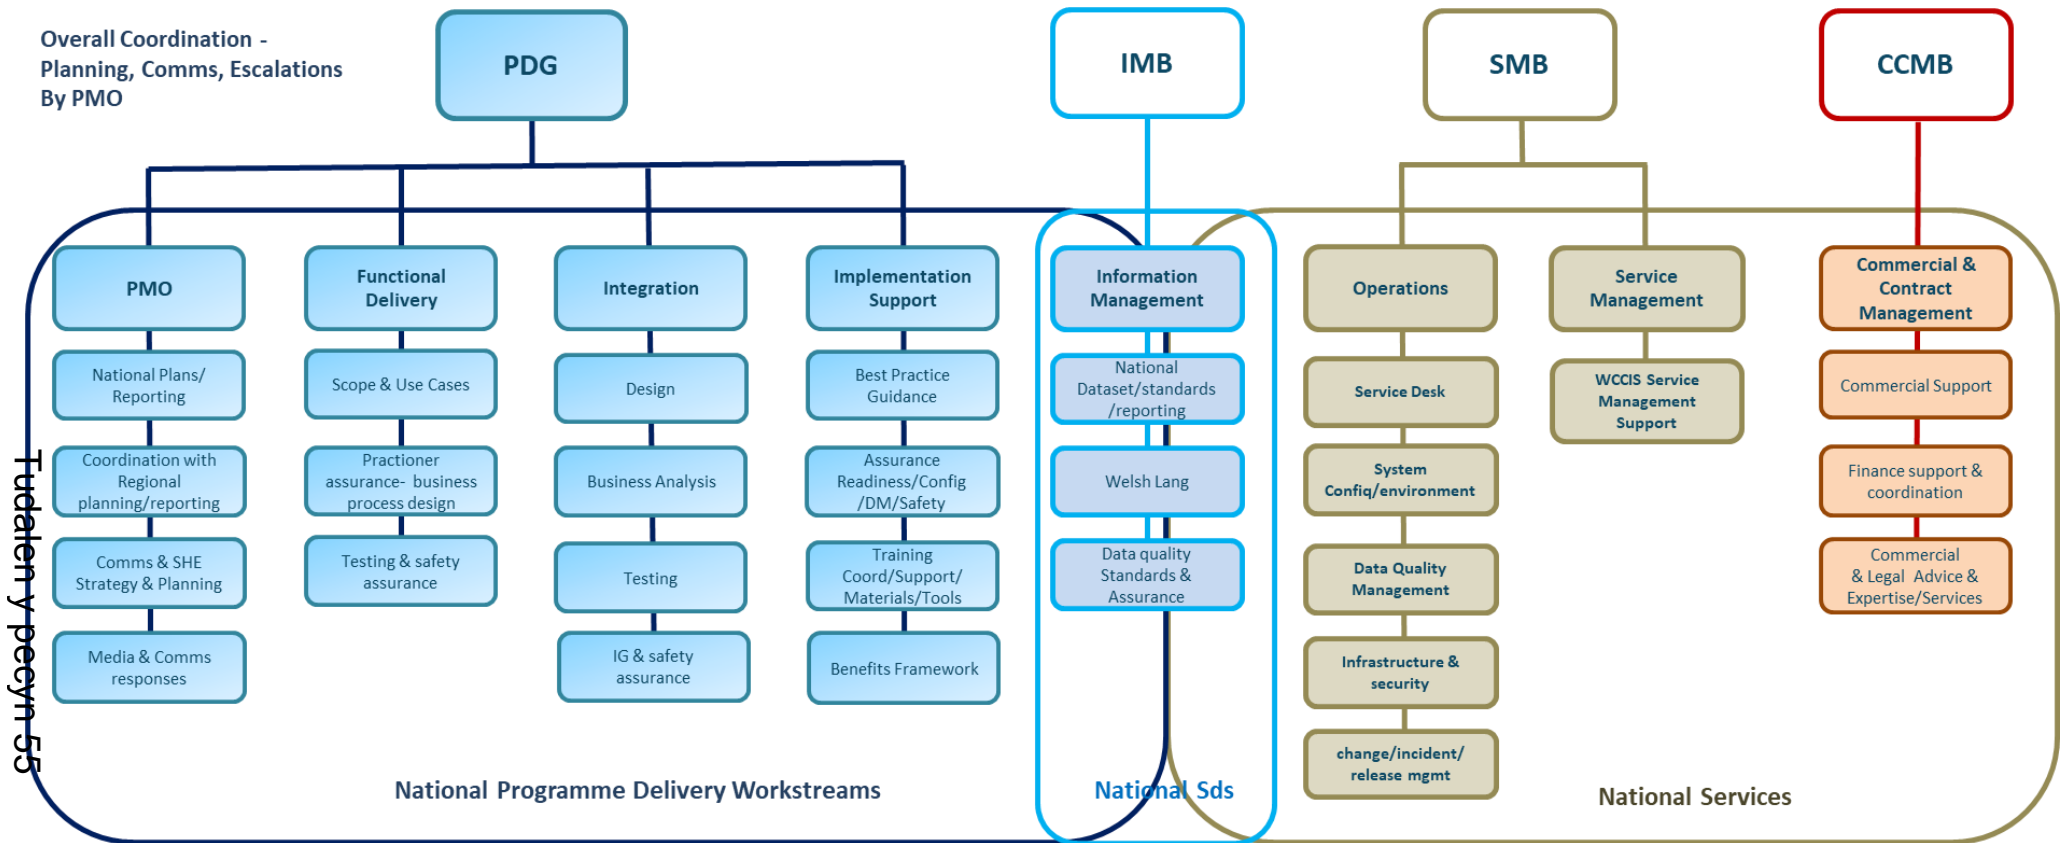 Overall Coordination -
Planning, Comms, Escalations
By PMO
PDG
IMB
SMB
CCMB
PMO
National Plans/
Reporting
Coordination with
Regional
planning/reporting
Comms & SHE
Strategy & Planning
Media & Comms
responses
Functional
Delivery
Scope & Use Cases
Practioner
assurance- business
process design
Testing & safety
assurance
Integration
Design
Business Analysis
Testing
IG & safety
assurance
Implementation
Support
Best Practice
Guidance
Assurance
Readiness/Config
/DM/Safety
Training
Coord/Support/
Materials/Tools
Benefits Framework
Information
Management
National
Dataset/standards
/reporting
Welsh Lang
Data quality
Standards &
Assurance
Operations
Service Desk
System
Confiq/environment
Data Quality
Management
Infrastructure &
security
change/incident/
release mgmt
Service
Management
WCCIS Service
Management
Support
Commercial &
Contract
Management
Commercial Support
Finance support &
coordination
Commercial
& Legal Advice &
Expertise/Services
National Programme Delivery Workstreams
National Sds
National Services
Tudalen y pecyn 55